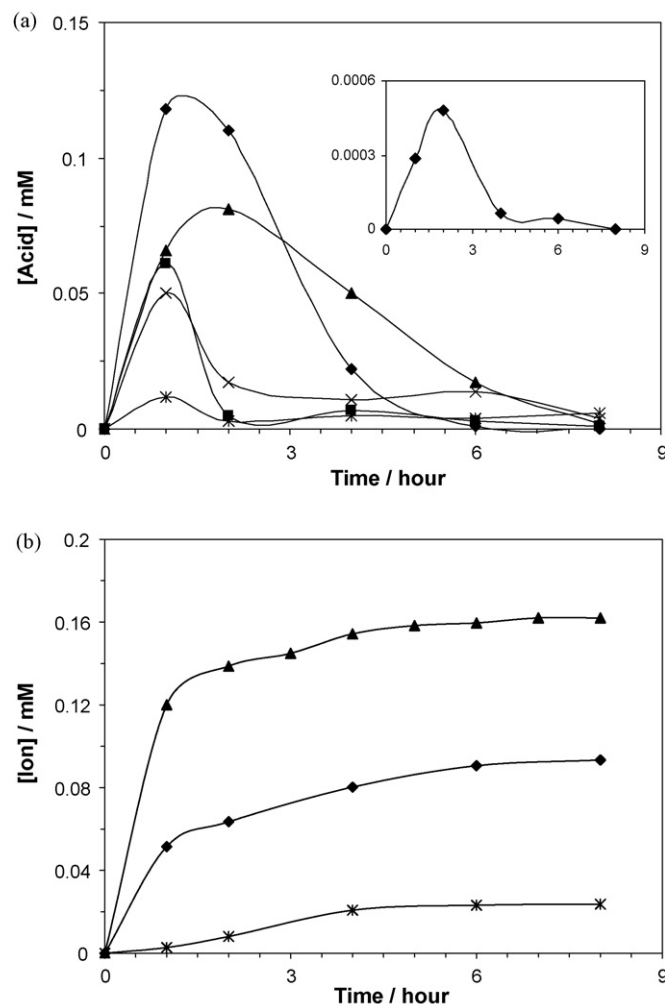 (a)
0.15
0.1
0.05
0
[Acid] / mM
0.0006
0.0003
0
0 3 6 9
0 3 6 9
Time / hour
(b)
0.2
0.16
0.12
0.08
0.04
0
[Ion] / mM
0 3 6 9
Time / hour